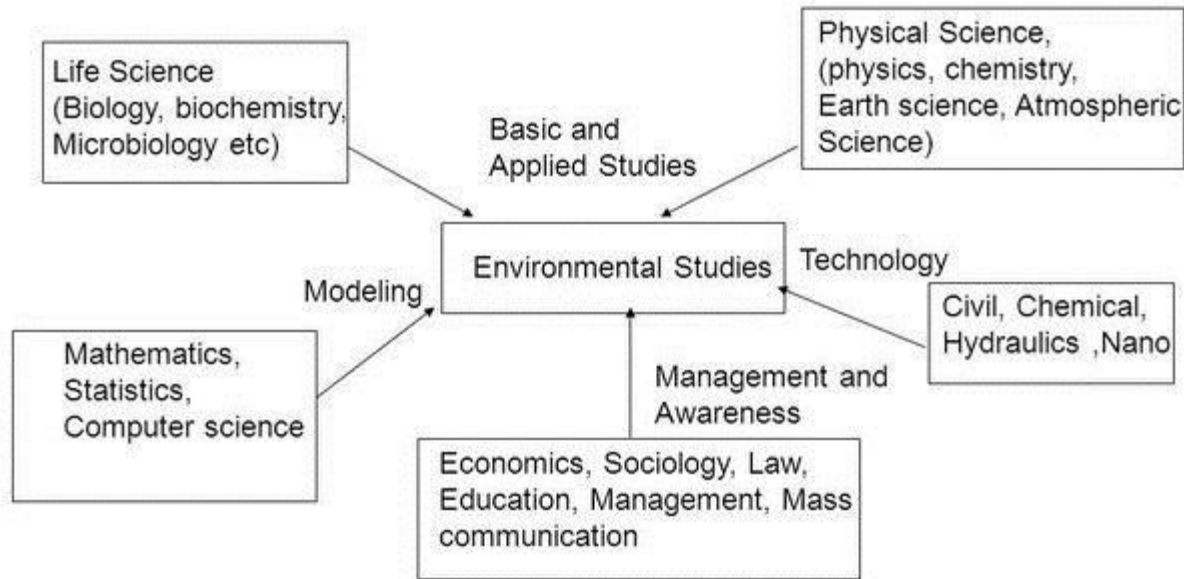 Life Science
(Biology, biochemistry,
Microbiology etc)
Basic and
Applied Studies
Physical Science,
(physics, chemistry,
Earth science, Atmospheric
Science)
Environmental Studies
Technology
Modeling
Civil, Chemical,
Hydraulics ,Nano
Mathematics,
Statistics,
Computer science
Management and
Awareness
Economics, Sociology, Law,
Education, Management, Mass
communication